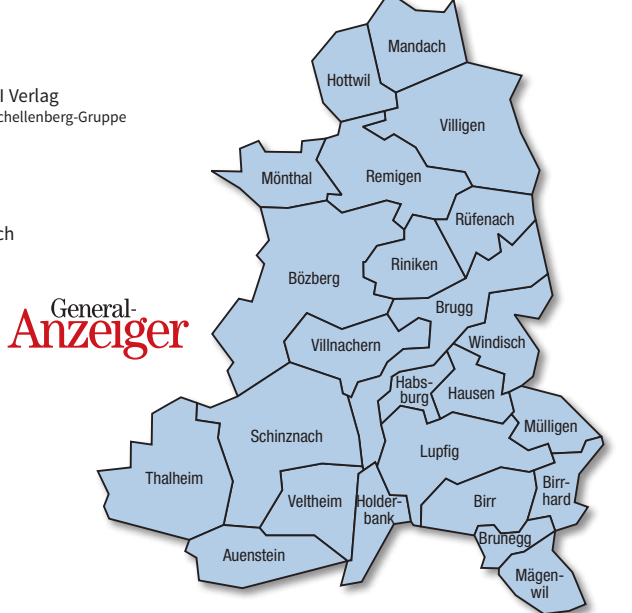 I Verlag
chellenberg-Gruppe
ch
General-
Anzeiger
Mandach
Hottwil
Villigen
Mönthal
Remigen
Rüfenach
Riniken
Bözberg
Brugg
Villnachern
Windisch
Habs-
burg
Hausen
Mülligen
Schinznach
Lupfig
Thalheim
Veltheim
Holder-
bank
Birr
Birr-
hard
Brunegg
Auenstein
Mägen-
wil